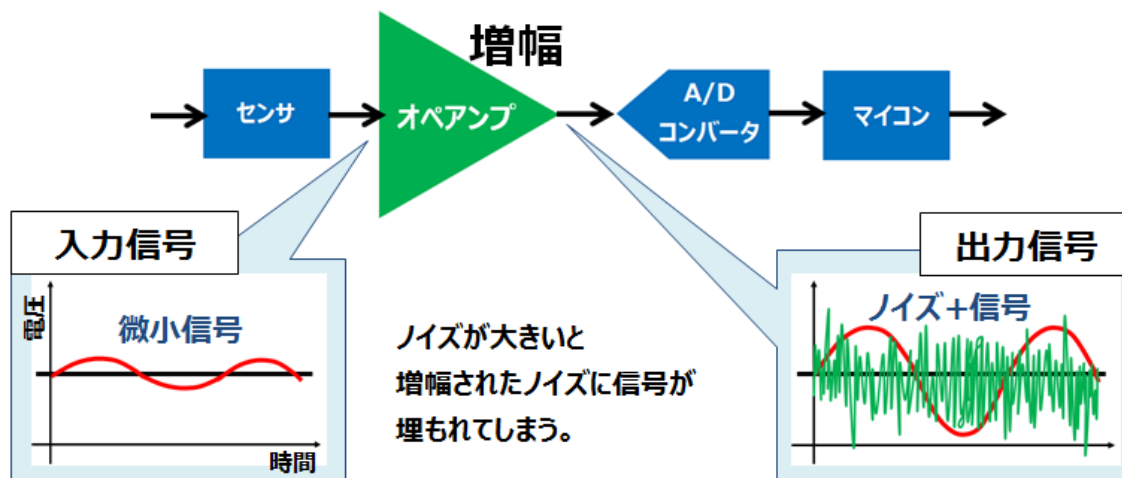 増幅
センサ
オペアンプ
A/D
コンバータ
マイコン
入力信号
電圧
微小信号
時間
ノイズが大きいと
増幅されたノイズに信号が
埋もれてしまう。
出力信号
ノイズ+信号